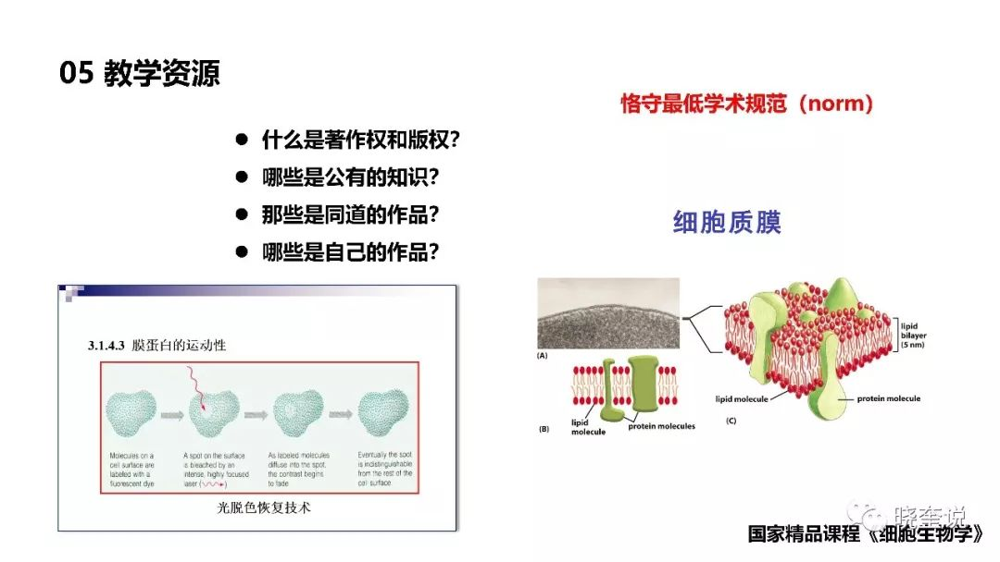 05 教学资源
恪守最低学术规范（norm）
● 什么是著作权和版权？
● 哪些是公有的知识？
● 那些是同道的作品？
● 哪些是自己的作品？
3.1.4.3 膜蛋白的运动性
Molecules on a
cell surface are
labeled with a
fluorescent dye
A spot on the surface
is bleached by an
intense, highly focused
laser ( )
As labeled molecules
diffuse into the spot,
the contrast begins
to fade
Eventually the spot
is indistinguishable
from the rest of the
cell surface.
光脱色恢复技术
细胞质膜
(A)
(B)
lipid
molecule
protein molecules
lipid
bilayer
(5 nm)
lipid molecule
protein molecule
(C)
晓奎说
国家精品课程《细胞生物学》